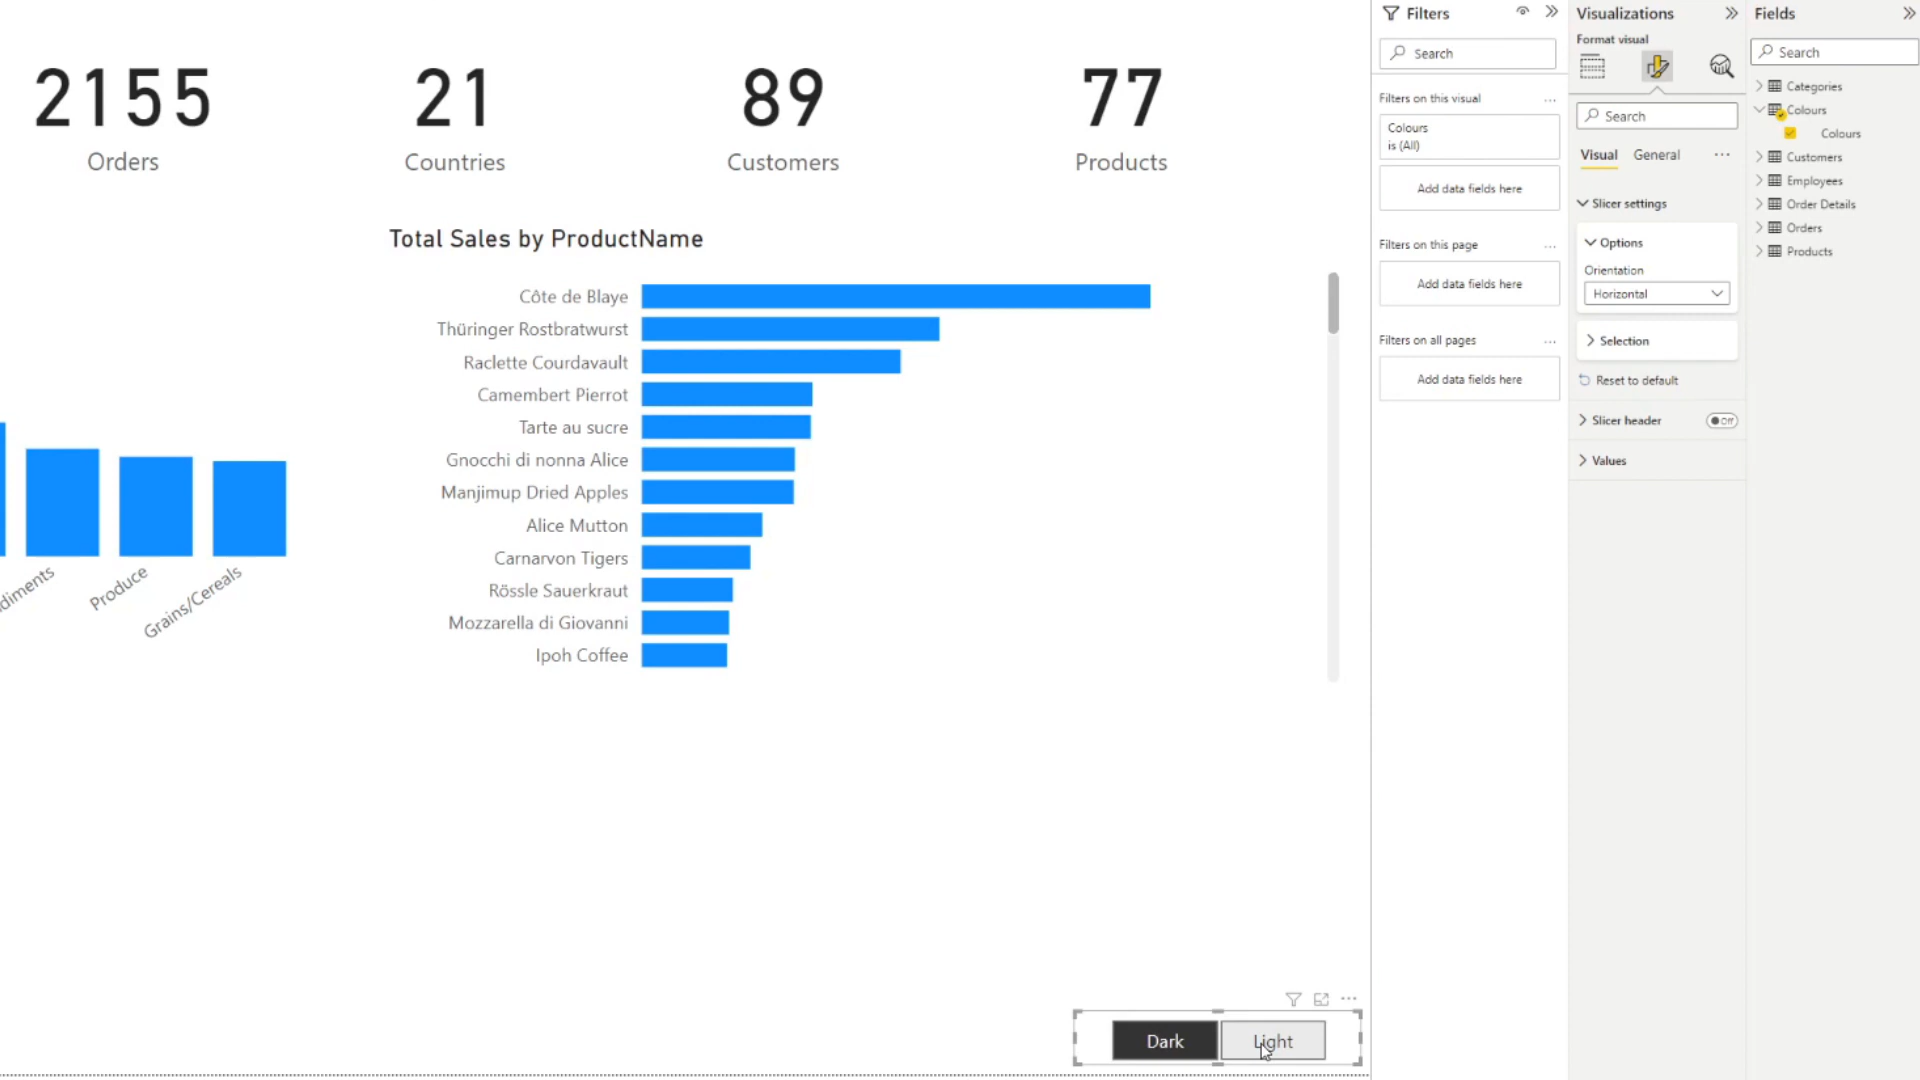 2155
Orders
21
Countries
89
Customers
77
Products
diments
Produce
Grains/Cereals
Total Sales by ProductName
Côte de Blaye
Thüringer Rostbratwurst
Raclette Courdavault
Camembert Pierrot
Tarte au sucre
Gnocchi di nonna Alice
Manjimup Dried Apples
Alice Mutton
Carnarvon Tigers
Rössle Sauerkraut
Mozzarella di Giovanni
Ipoh Coffee
Dark
Light
Filters
Search
Filters on this visual
Colours
is (All)
Add data fields here
Filters on this page
Add data fields here
Filters on all pages
Add data fields here
Visualizations
Format visual
Search
Visual General
Slicer settings
Options
Orientation
Horizontal
Selection
Reset to default
Slicer header Off
Values
Fields
Search
Categories
Colours
Colours
Customers
Employees
Order Details
Orders
Products